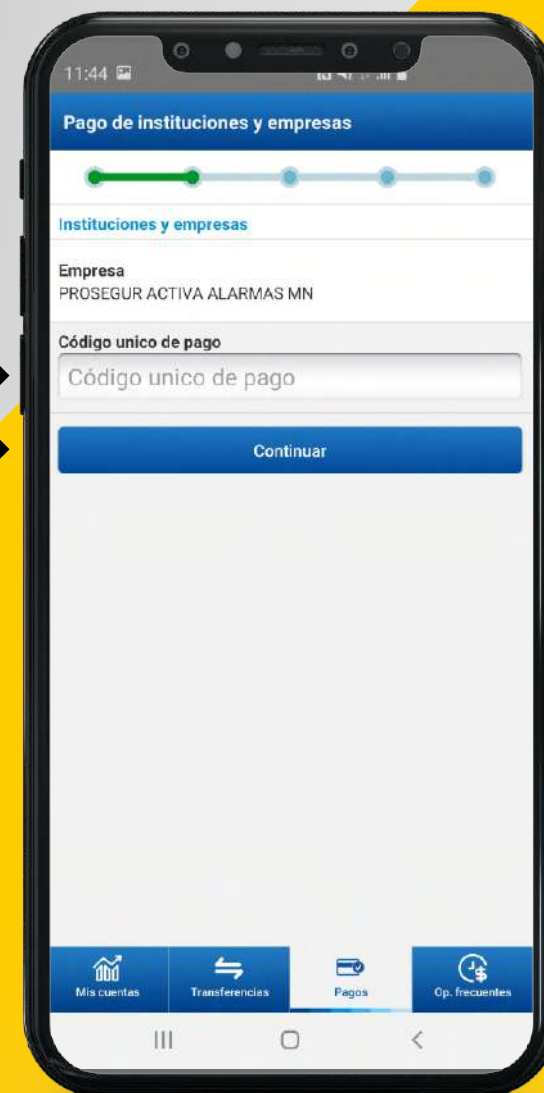 11:44
Pago de instituciones y empresas
Instituciones y empresas
Empresa
PROSEGUR ACTIVA ALARMAS MN
Código unico de pago
Código unico de pago
Continuar
Mis cuentas
Transferencias
Pagos
Op. frecuentes